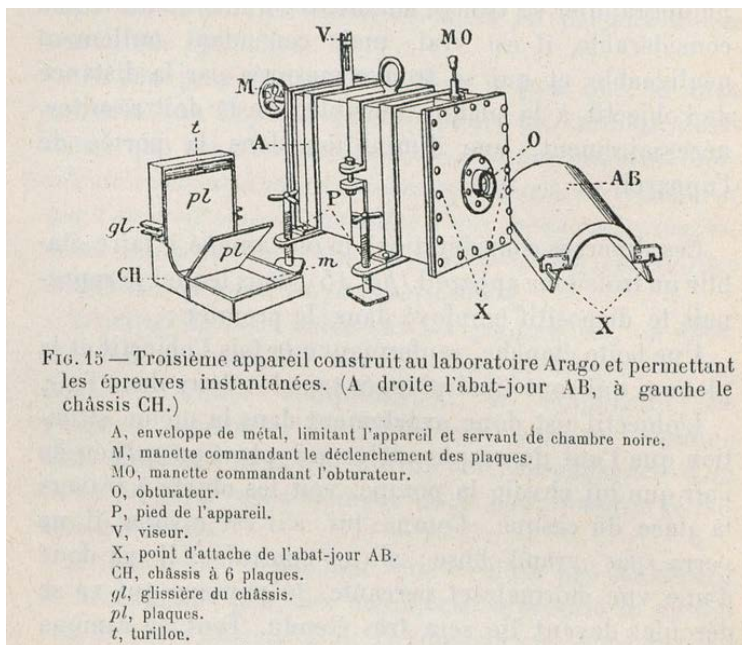 V.
MO
M
t
O
A
AB
pl
P
gl
pl
CH
m
X
X
FIG. 15 — Troisième appareil construit au laboratoire Arago et permettant
les épreuves instantanées. (A droite l'abat-jour AB, à gauche le
châssis CH.)
A, enveloppe de métal, limitant l'appareil et servant de chambre noire.
M, manette commandant le déclenchement des plaques.
MO, manette commandant l'obturateur.
O, obturateur.
P, pied de l'appareil.
V, viseur.
X, point d'attache de l'abat-jour AB.
CH, châssis à 6 plaques.
gl, glissière du châssis.
pl, plaques.
t, turillon.